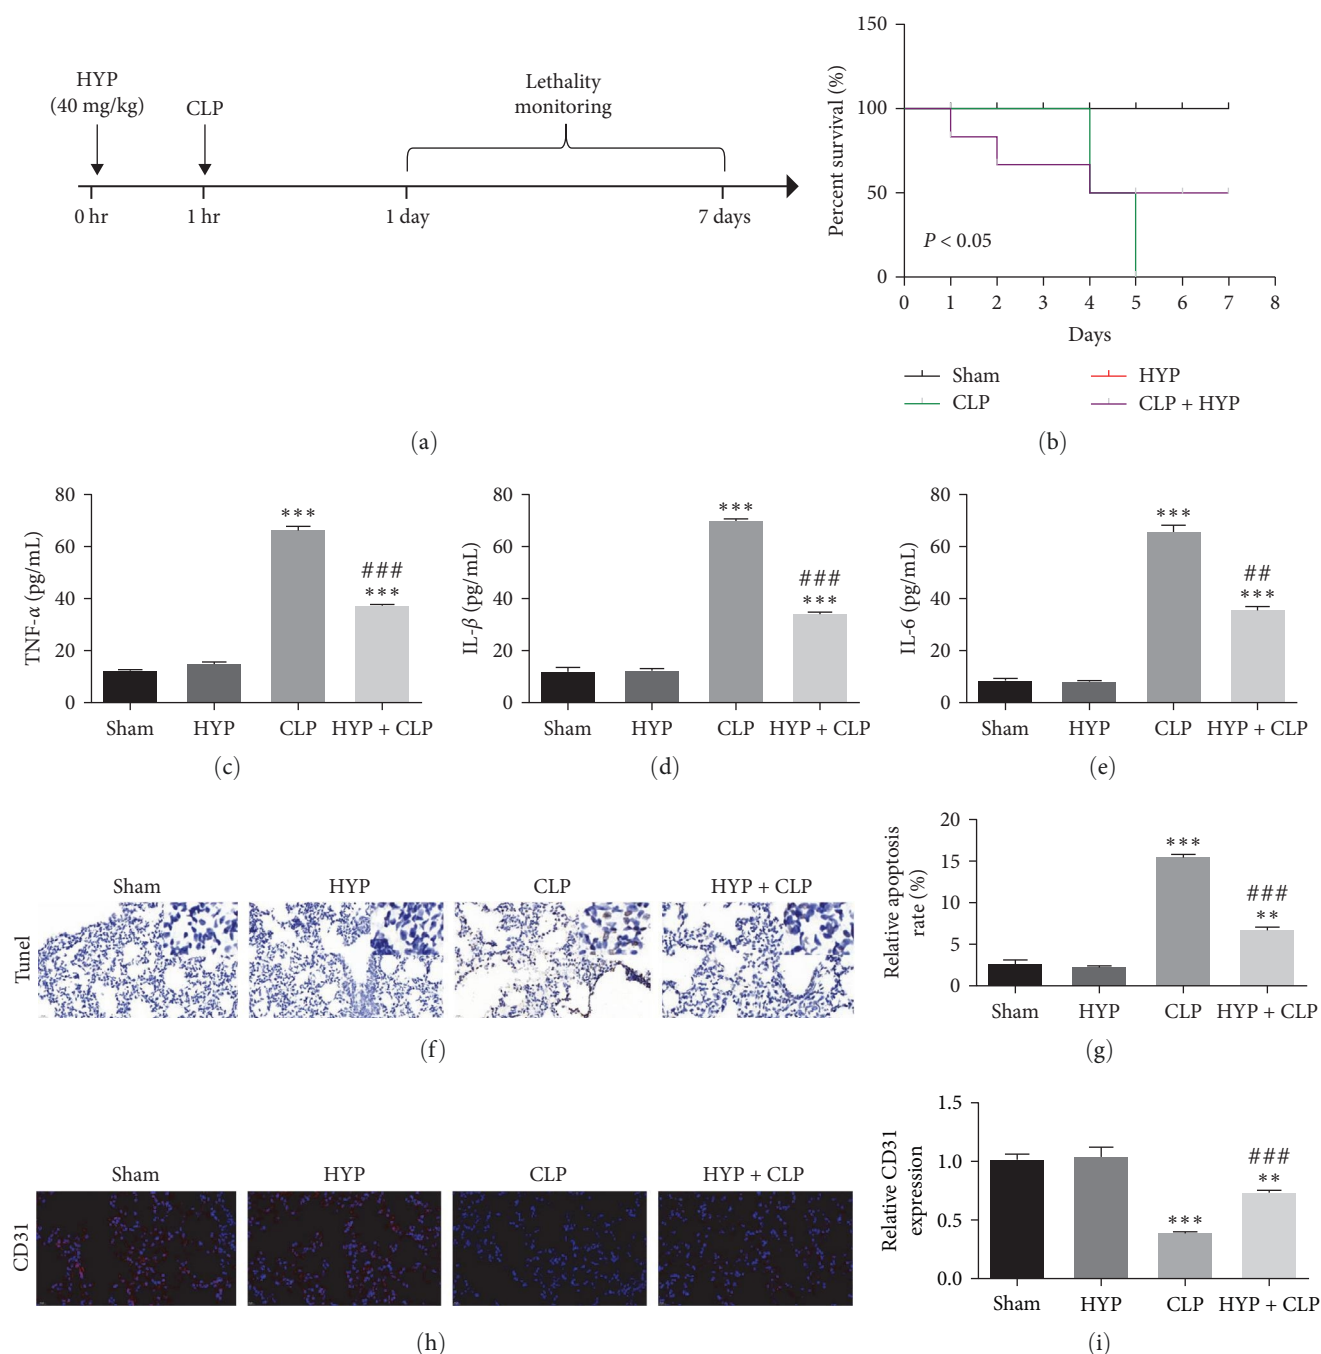 HYP
(40 mg/kg)
CLP
Lethality
monitoring
0 hr
1 hr
1 day
7 days
(a)
Percent survival (%)
150
100
50
0
P < 0.05
0 1 2 3 4 5 6 7 8
Days
Sham
HYP
CLP
CLP + HYP
(b)
TNF-α (pg/mL)
80
60
40
20
0
***
###
***
Sham HYP CLP HYP + CLP
(c)
IL-β (pg/mL)
80
60
40
20
0
***
###
***
Sham HYP CLP HYP + CLP
(d)
IL-6 (pg/mL)
80
60
40
20
0
***
##
***
Sham HYP CLP HYP + CLP
(e)
Sham HYP CLP HYP + CLP
Tunel
(f)
Relative apoptosis
rate (%)
20
15
10
5
0
***
###
**
Sham HYP CLP HYP + CLP
(g)
Sham HYP CLP HYP + CLP
CD31
(h)
Relative CD31
expression
1.5
1.0
0.5
0.0
***
###
**
Sham HYP CLP HYP + CLP
(i)